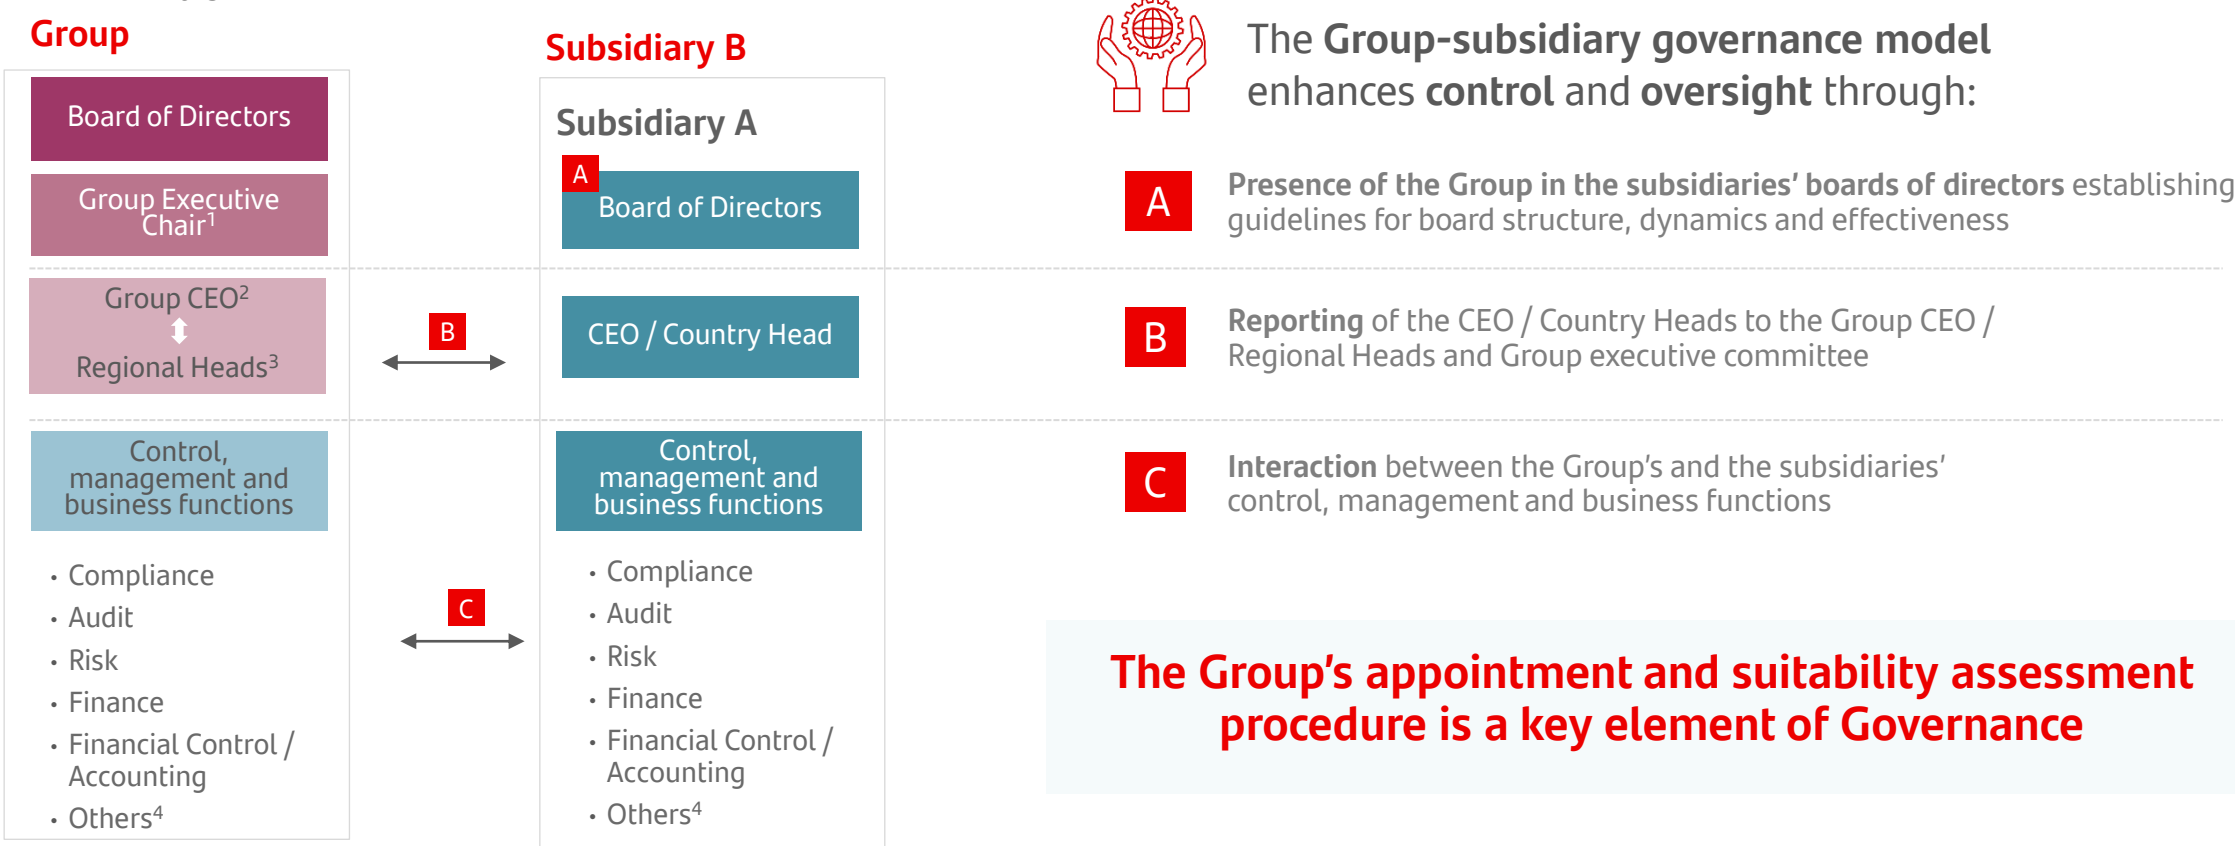 Group
Board of Directors
Group Executive
Chair¹
Group CEO²
Regional Heads³
Control,
management and
business functions
• Compliance
• Audit
• Risk
• Finance
• Financial Control /
Accounting
• Others⁴
B
C
Subsidiary B
Subsidiary A
A
Board of Directors
CEO / Country Head
Control,
management and
business functions
• Compliance
• Audit
• Risk
• Finance
• Financial Control /
Accounting
• Others⁴
The Group-subsidiary governance model
enhances control and oversight through:
A
Presence of the Group in the subsidiaries’ boards of directors establishing
guidelines for board structure, dynamics and effectiveness
B
Reporting of the CEO / Country Heads to the Group CEO /
Regional Heads and Group executive committee
C
Interaction between the Group’s and the subsidiaries’
control, management and business functions
The Group’s appointment and suitability assessment
procedure is a key element of Governance